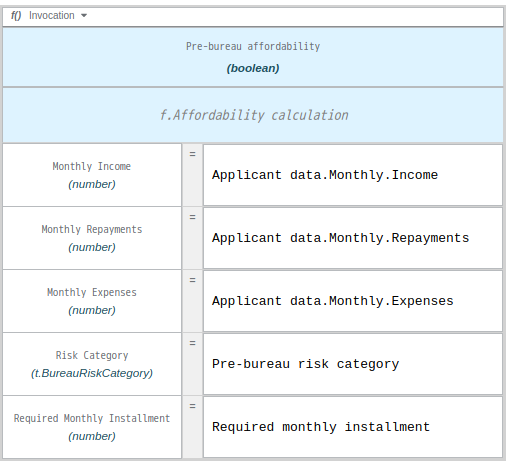 f() Invocation
Pre-bureau affordability
(boolean)
f.Affordability calculation
Monthly Income
(number)
=
Applicant data.Monthly.Income
Monthly Repayments
(number)
=
Applicant data.Monthly.Repayments
Monthly Expenses
(number)
=
Applicant data.Monthly.Expenses
Risk Category
(t.BureauRiskCategory)
=
Pre-bureau risk category
Required Monthly Installment
(number)
=
Required monthly installment